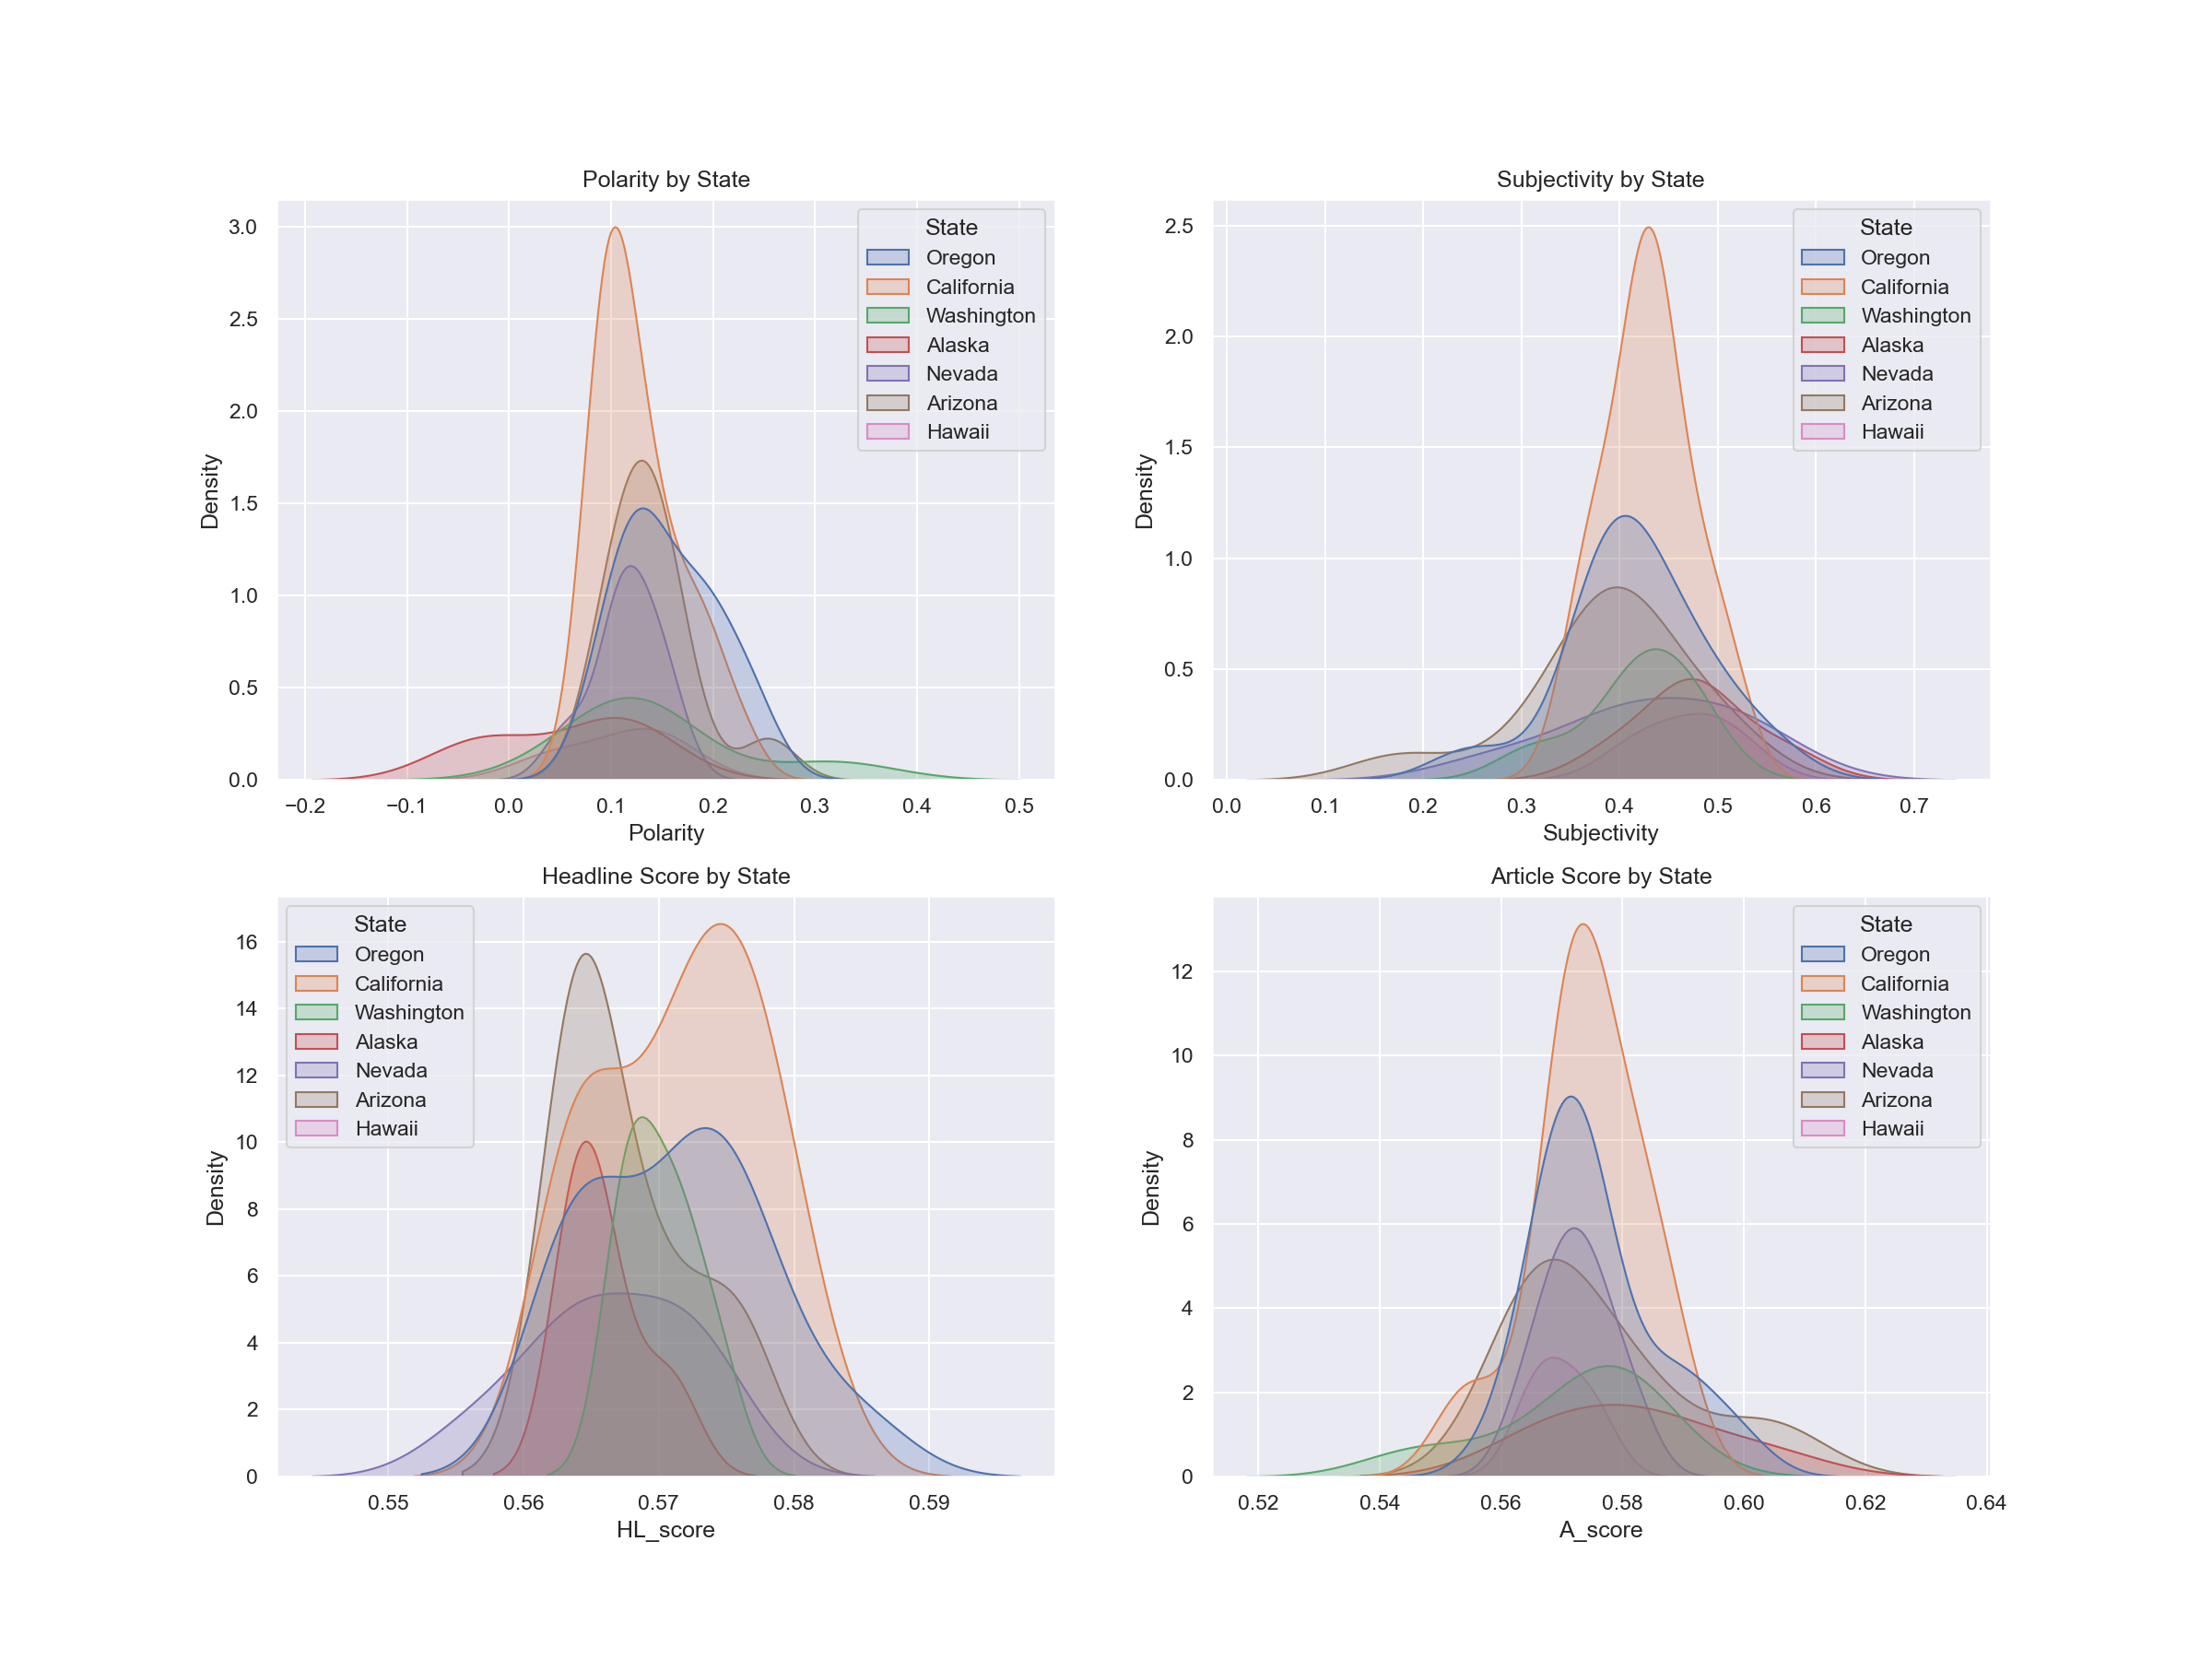 Polarity by State
Density
3.0
2.5
2.0
1.5
1.0
0.5
0.0
−0.2
−0.1
0.0
0.1
0.2
0.3
0.4
0.5
Polarity
State
Oregon
California
Washington
Alaska
Nevada
Arizona
Hawaii
Subjectivity by State
Density
2.5
2.0
1.5
1.0
0.5
0.0
0.0
0.1
0.2
0.3
0.4
0.5
0.6
0.7
Subjectivity
State
Oregon
California
Washington
Alaska
Nevada
Arizona
Hawaii
Headline Score by State
Density
16
14
12
10
8
6
4
2
0
0.55
0.56
0.57
0.58
0.59
HL_score
State
Oregon
California
Washington
Alaska
Nevada
Arizona
Hawaii
Article Score by State
Density
12
10
8
6
4
2
0
0.52
0.54
0.56
0.58
0.60
0.62
0.64
A_score
State
Oregon
California
Washington
Alaska
Nevada
Arizona
Hawaii